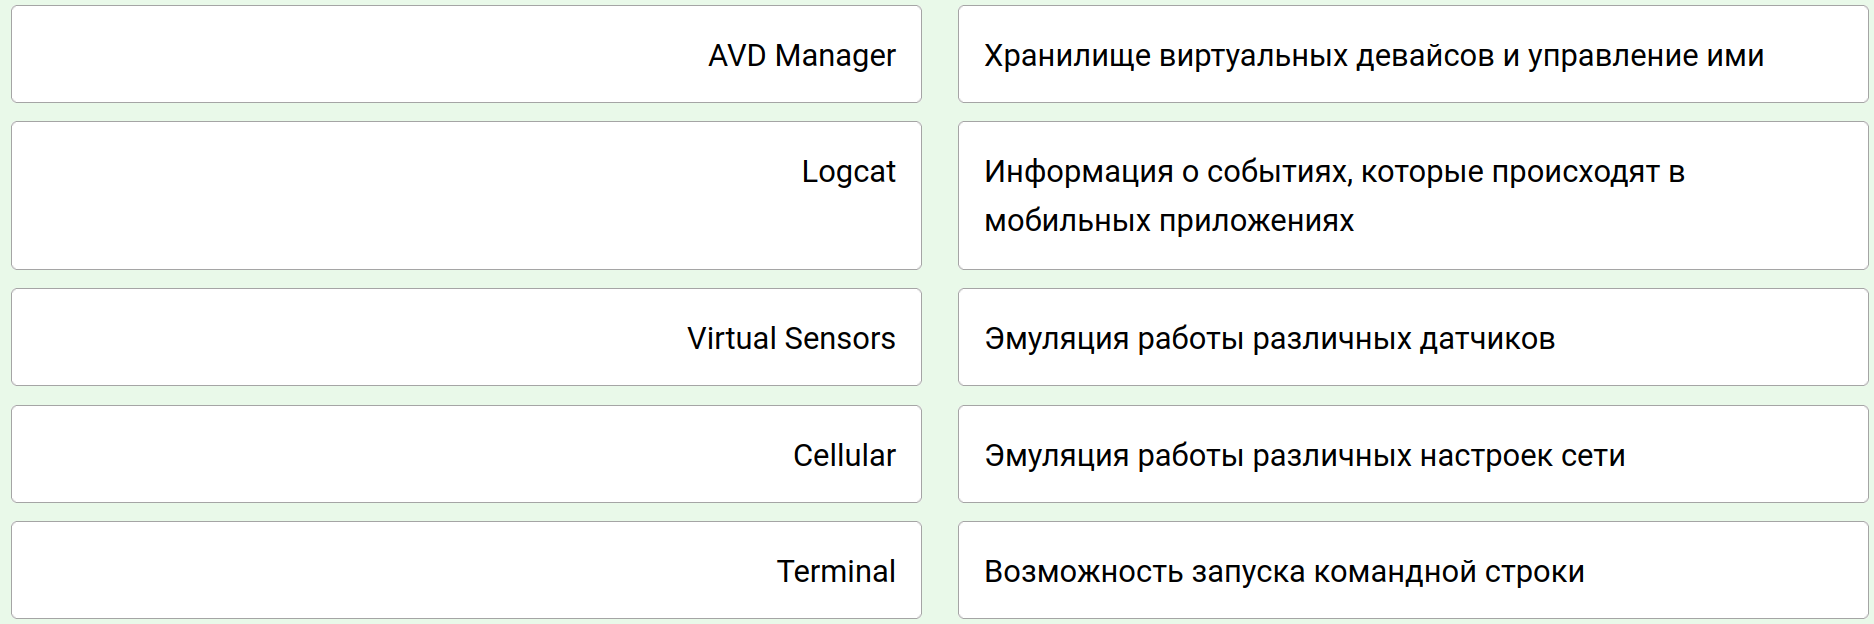 AVD Manager
Хранилище виртуальных девайсов и управление ими
Logcat
Информация о событиях, которые происходят в
мобильных приложениях
Virtual Sensors
Эмуляция работы различных датчиков
Cellular
Эмуляция работы различных настроек сети
Terminal
Возможность запуска командной строки